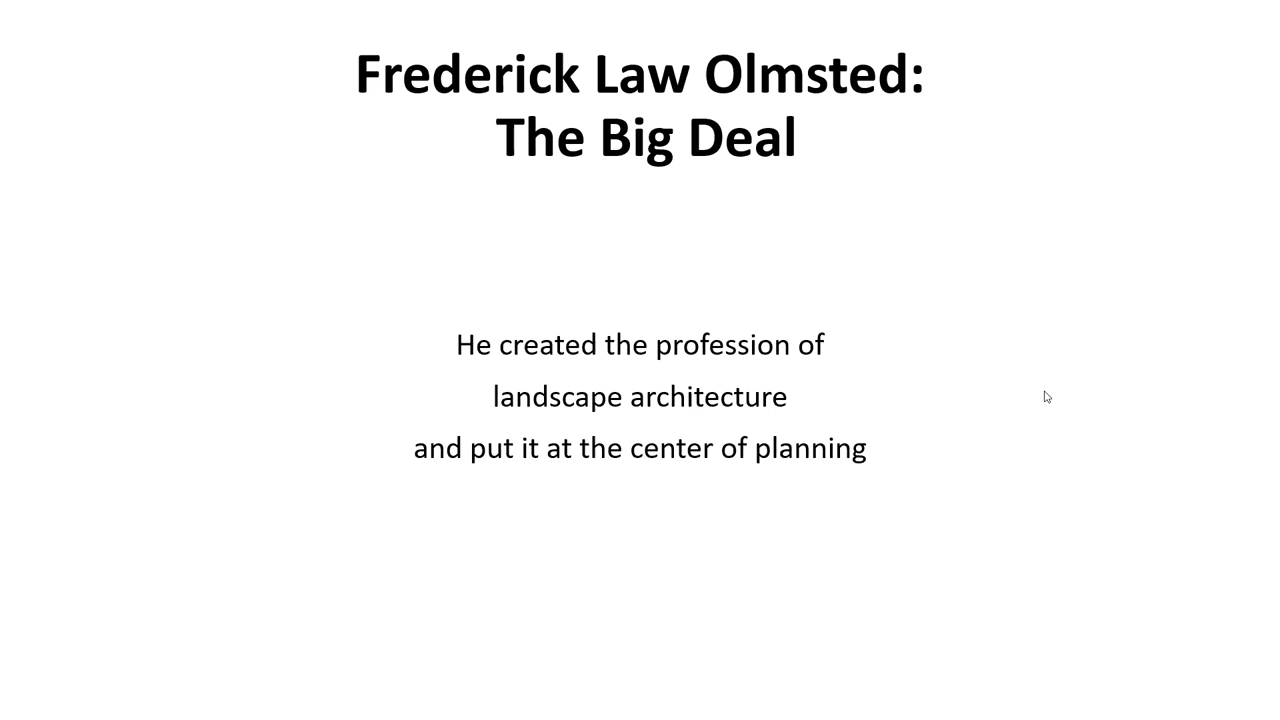 Frederick Law Olmsted:
The Big Deal
He created the profession of
landscape architecture
and put it at the center of planning